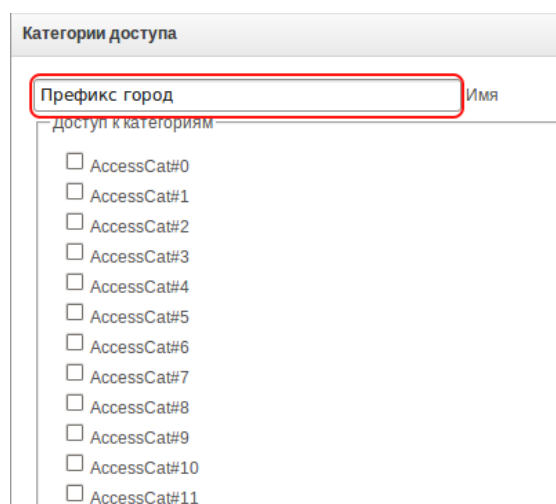 Категории доступа
Префикс город Имя
Доступ к категориям
AccessCat#0
AccessCat#1
AccessCat#2
AccessCat#3
AccessCat#4
AccessCat#5
AccessCat#6
AccessCat#7
AccessCat#8
AccessCat#9
AccessCat#10
AccessCat#11